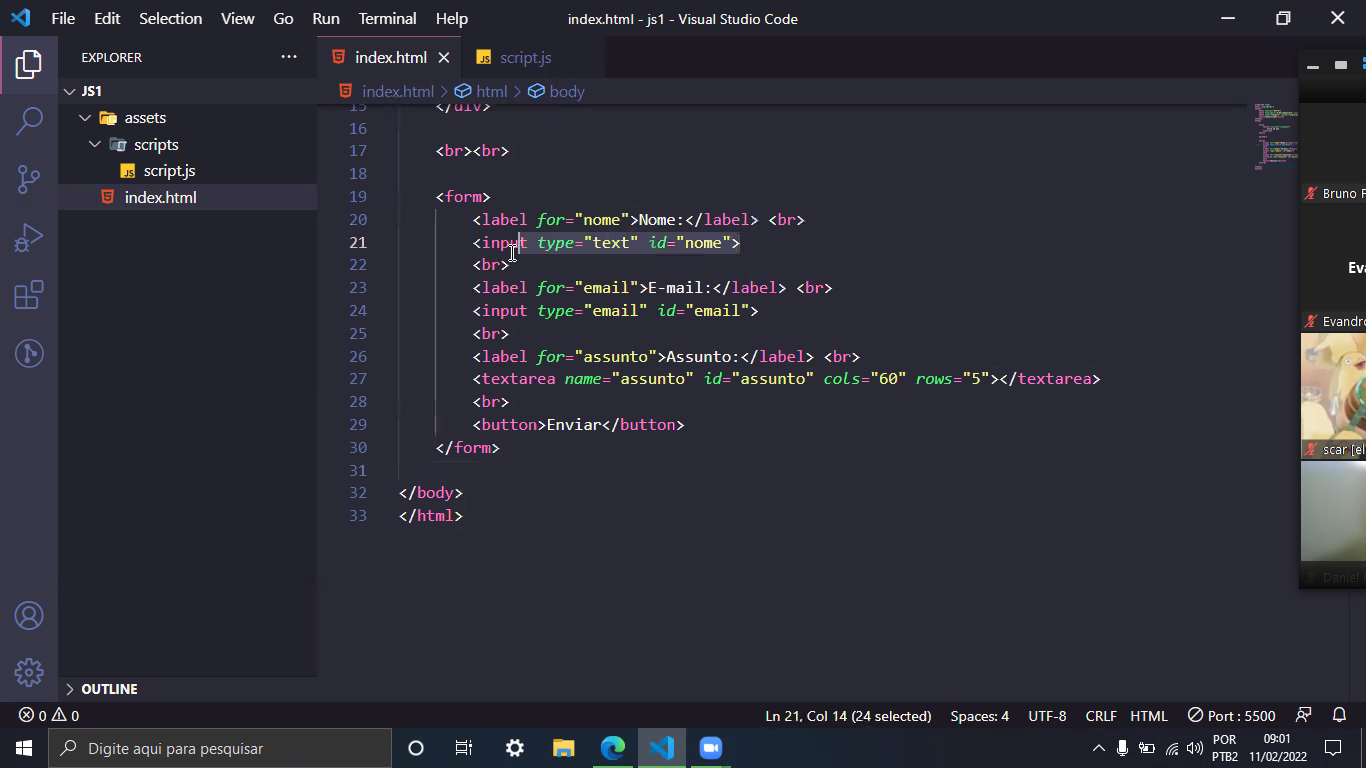 File Edit Selection View Go Run Terminal Help
index.html - js1 - Visual Studio Code
EXPLORER
JS1
assets
scripts
JS script.js
index.html
OUTLINE
index.html
JS script.js
index.html > html > body
15 </div>
16
17 <br><br>
18
19 <form>
20 <label for="nome">Nome:</label> <br>
21 <input type="text" id="nome">
22 <br>
23 <label for="email">E-mail:</label> <br>
24 <input type="email" id="email">
25 <br>
26 <label for="assunto">Assunto:</label> <br>
27 <textarea name="assunto" id="assunto" cols="60" rows="5"></textarea>
28 <br>
29 <button>Enviar</button>
30 </form>
31
32 </body>
33 </html>
Bruno F
Eva
Evandro
scar [el
Daniel
0 0
Ln 21, Col 14 (24 selected) Spaces: 4 UTF-8 CRLF HTML Port : 5500
Digite aqui para pesquisar
POR
PTB2
09:01
11/02/2022